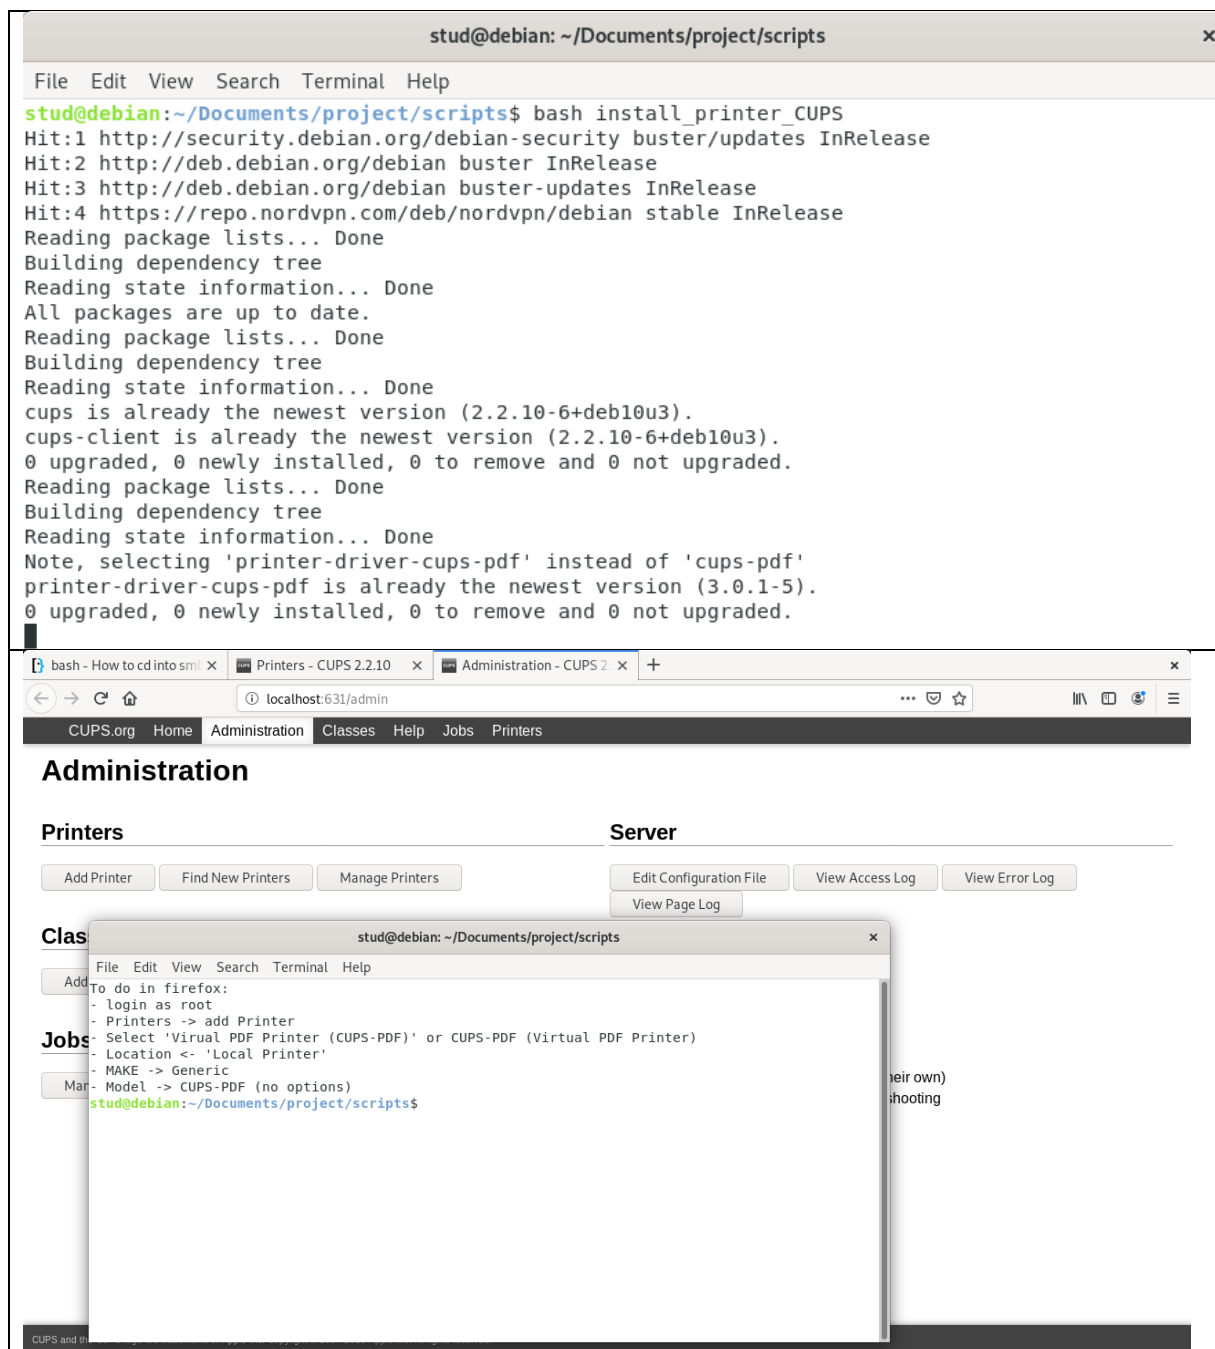 stud@debian: ~/Documents/project/scripts ×
File Edit View Search Terminal Help
stud@debian:~/Documents/project/scripts$ bash install_printer_CUPS
Hit:1 http://security.debian.org/debian-security buster/updates InRelease
Hit:2 http://deb.debian.org/debian buster InRelease
Hit:3 http://deb.debian.org/debian buster-updates InRelease
Hit:4 https://repo.nordvpn.com/deb/nordvpn/debian stable InRelease
Reading package lists... Done
Building dependency tree
Reading state information... Done
All packages are up to date.
Reading package lists... Done
Building dependency tree
Reading state information... Done
cups is already the newest version (2.2.10-6+deb10u3).
cups-client is already the newest version (2.2.10-6+deb10u3).
0 upgraded, 0 newly installed, 0 to remove and 0 not upgraded.
Reading package lists... Done
Building dependency tree
Reading state information... Done
Note, selecting 'printer-driver-cups-pdf' instead of 'cups-pdf'
printer-driver-cups-pdf is already the newest version (3.0.1-5).
0 upgraded, 0 newly installed, 0 to remove and 0 not upgraded.
bash - How to cd into sm × Printers - CUPS 2.2.10 × Administration - CUPS 2. × + ×
localhost:631/admin
CUPS.org Home Administration Classes Help Jobs Printers
Administration
Printers Server
Add Printer Find New Printers Manage Printers Edit Configuration File View Access Log View Error Log
View Page Log
Clas
Add
Jobs
Mar
stud@debian: ~/Documents/project/scripts ×
File Edit View Search Terminal Help
To do in firefox:
- login as root
- Printers -> add Printer
- Select 'Virual PDF Printer (CUPS-PDF)' or CUPS-PDF (Virtual PDF Printer)
- Location <- 'Local Printer'
- MAKE -> Generic
- Model -> CUPS-PDF (no options)
stud@debian:~/Documents/project/scripts$
heir own)
shooting
CUPS and th